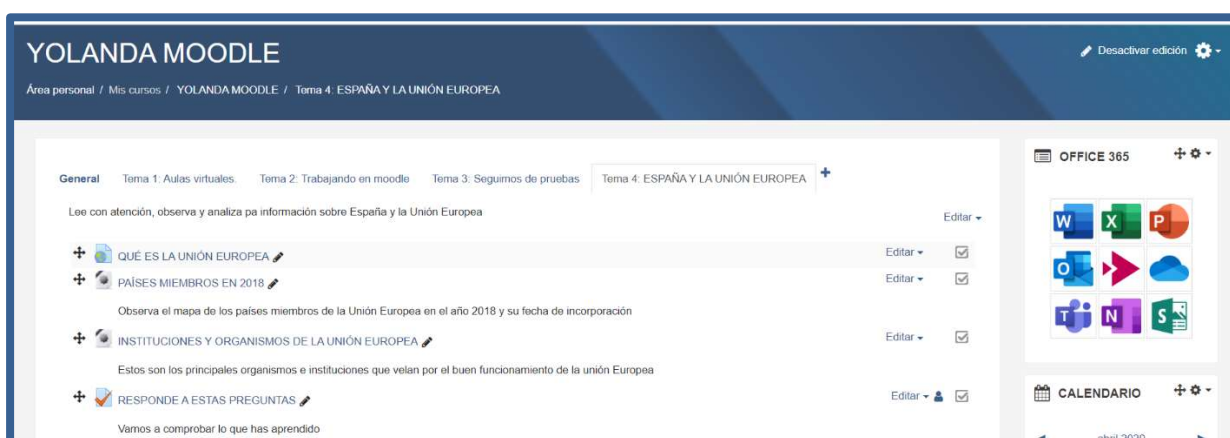 YOLANDA MOODLE
Desactivar edición
Área personal / Mis cursos / YOLANDA MOODLE / Tema 4: ESPAÑA Y LA UNIÓN EUROPEA
OFFICE 365
General Tema 1: Aulas virtuales. Tema 2: Trabajando en moodle Tema 3: Seguimos de pruebas Tema 4: ESPAÑA Y LA UNIÓN EUROPEA
Lee con atención, observa y analiza pa información sobre España y la Unión Europea
Editar
QUÉ ES LA UNIÓN EUROPEA Editar
PAÍSES MIEMBROS EN 2018 Editar
Observa el mapa de los países miembros de la Unión Europea en el año 2018 y su fecha de incorporación
INSTITUCIONES Y ORGANISMOS DE LA UNIÓN EUROPEA Editar
Estos son los principales organismos e instituciones que velan por el buen funcionamiento de la unión Europea
RESPONDE A ESTAS PREGUNTAS Editar
Vamos a comprobar lo que has aprendido
W X P
O
T N S
CALENDARIO
abril 2020